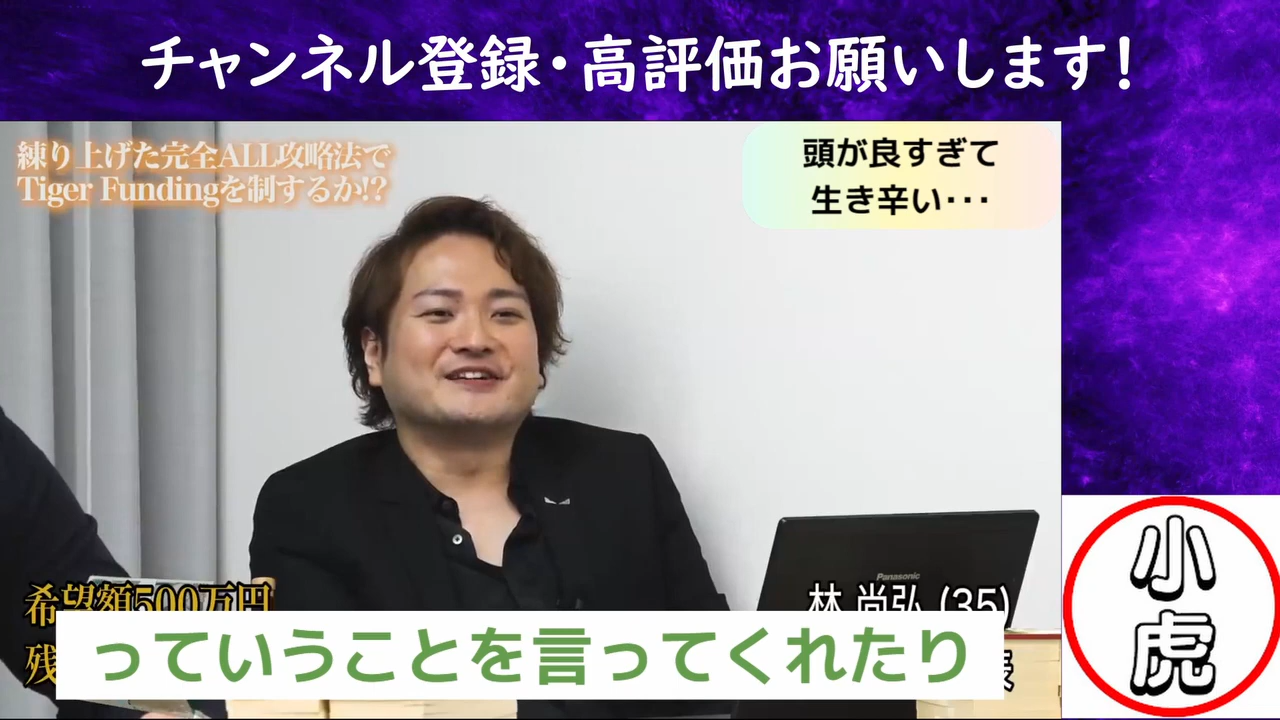 チャンネル登録・高評価お願いします!
練り上げた完全ALL攻略法で
Tiger Fundingを制するか!?
頭が良すぎて
生き辛い･･･
Panasonic
希望額500万円
林 尚弘 (35)
残
っていうことを言ってくれたり
小虎